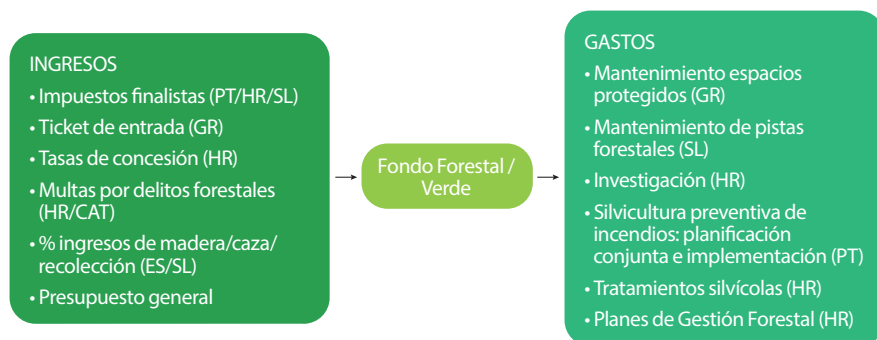 INGRESOS
• Impuestos finalistas (PT/HR/SL)
• Ticket de entrada (GR)
• Tasas de concesión (HR)
• Multas por delitos forestales
(HR/CAT)
• % ingresos de madera/caza/
recolección (ES/SL)
• Presupuesto general
Fondo Forestal /
Verde
GASTOS
• Mantenimiento espacios
protegidos (GR)
• Mantenimiento de pistas
forestales (SL)
• Investigación (HR)
• Silvicultura preventiva de
incendios: planificación
conjunta e implementación (PT)
• Tratamientos silvícolas (HR)
• Planes de Gestión Forestal (HR)